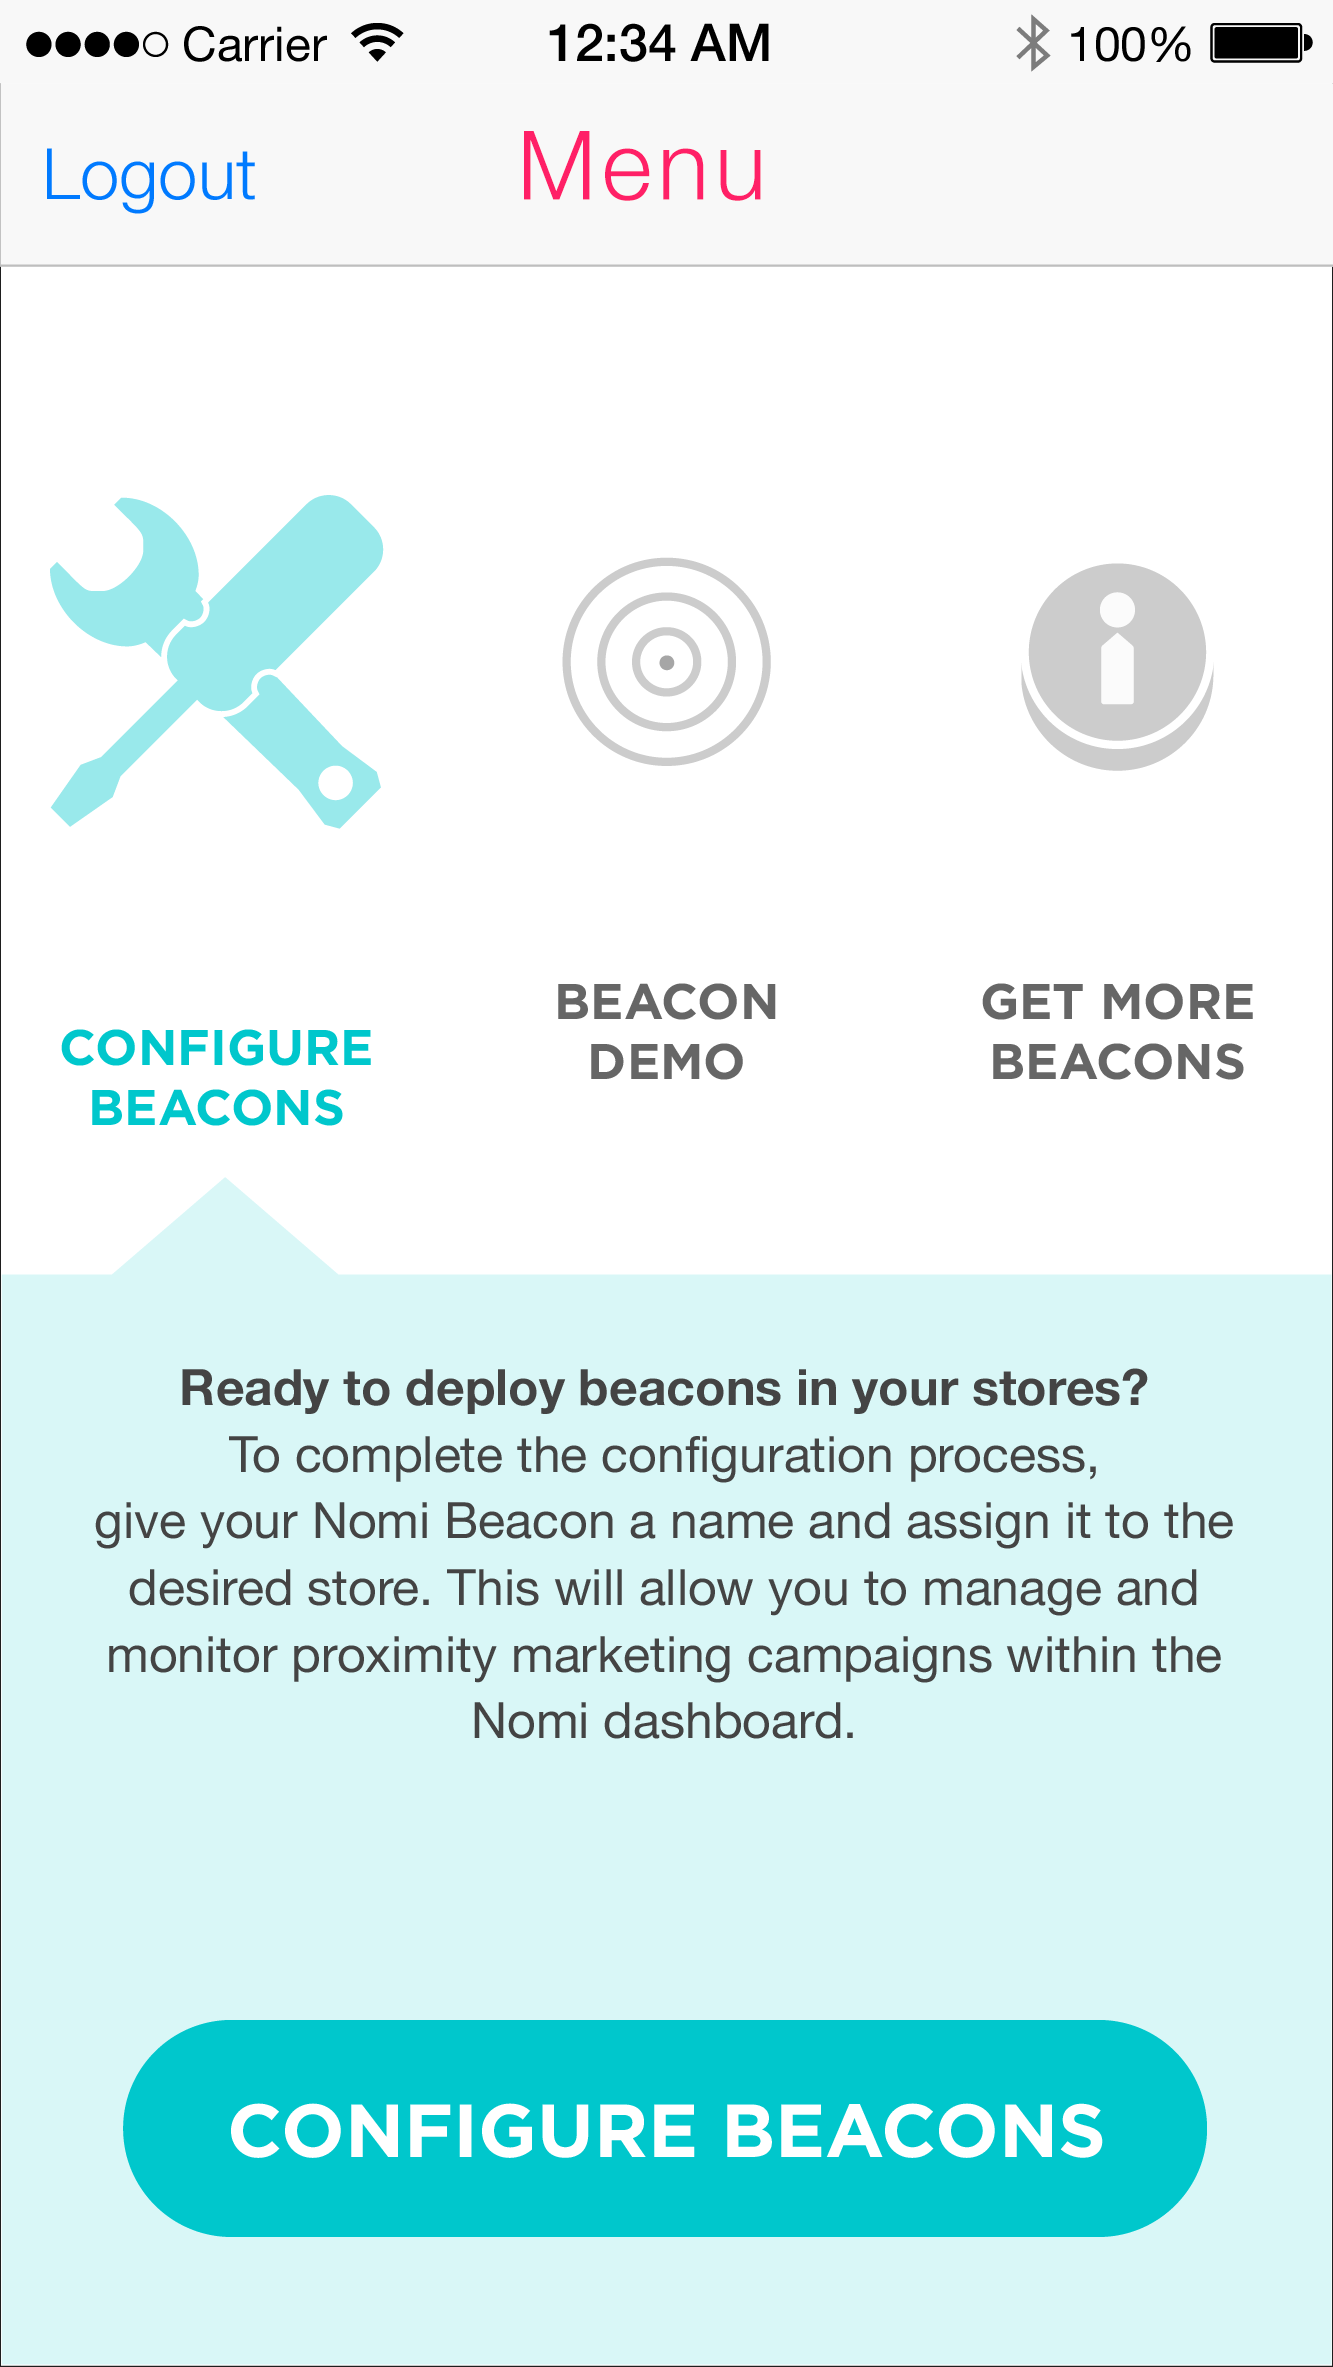 Carrier 12:34 AM 100%
Logout Menu
CONFIGURE
BEACONS
BEACON
DEMO
GET MORE
BEACONS
Ready to deploy beacons in your stores?
To complete the configuration process,
give your Nomi Beacon a name and assign it to the
desired store. This will allow you to manage and
monitor proximity marketing campaigns within the
Nomi dashboard.
CONFIGURE BEACONS